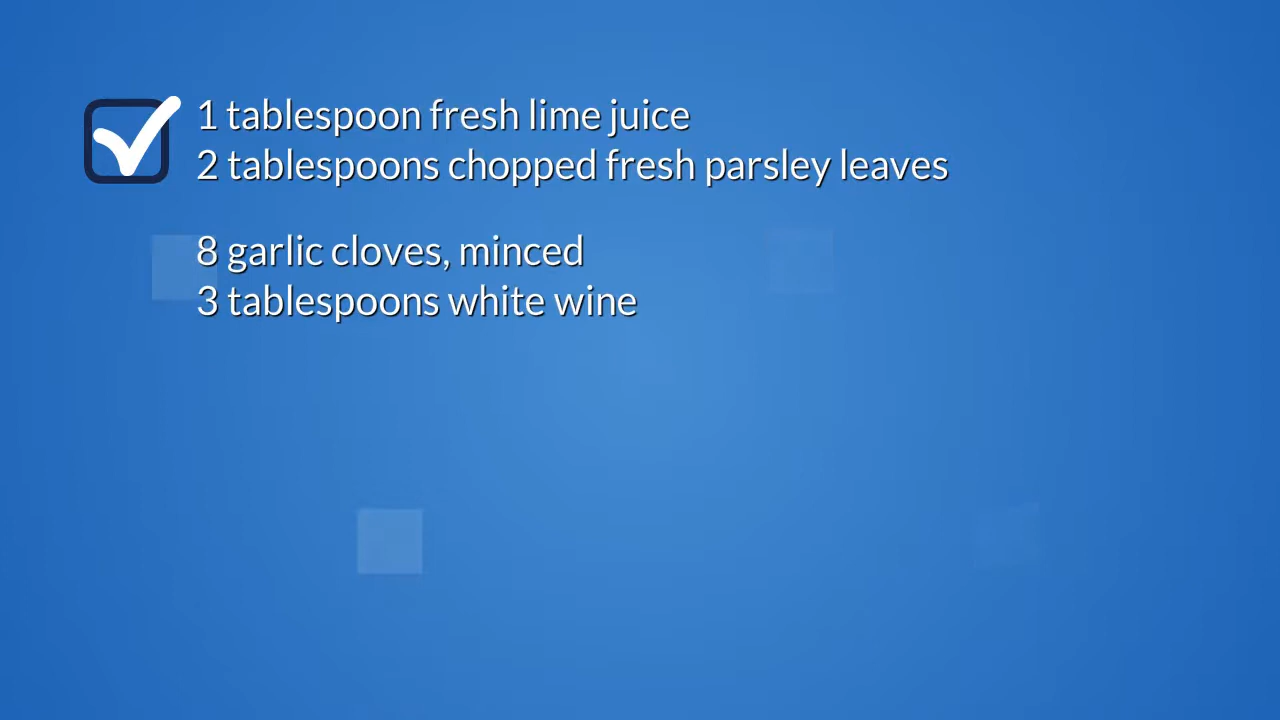 1 tablespoon fresh lime juice
2 tablespoons chopped fresh parsley leaves
8 garlic cloves, minced
3 tablespoons white wine